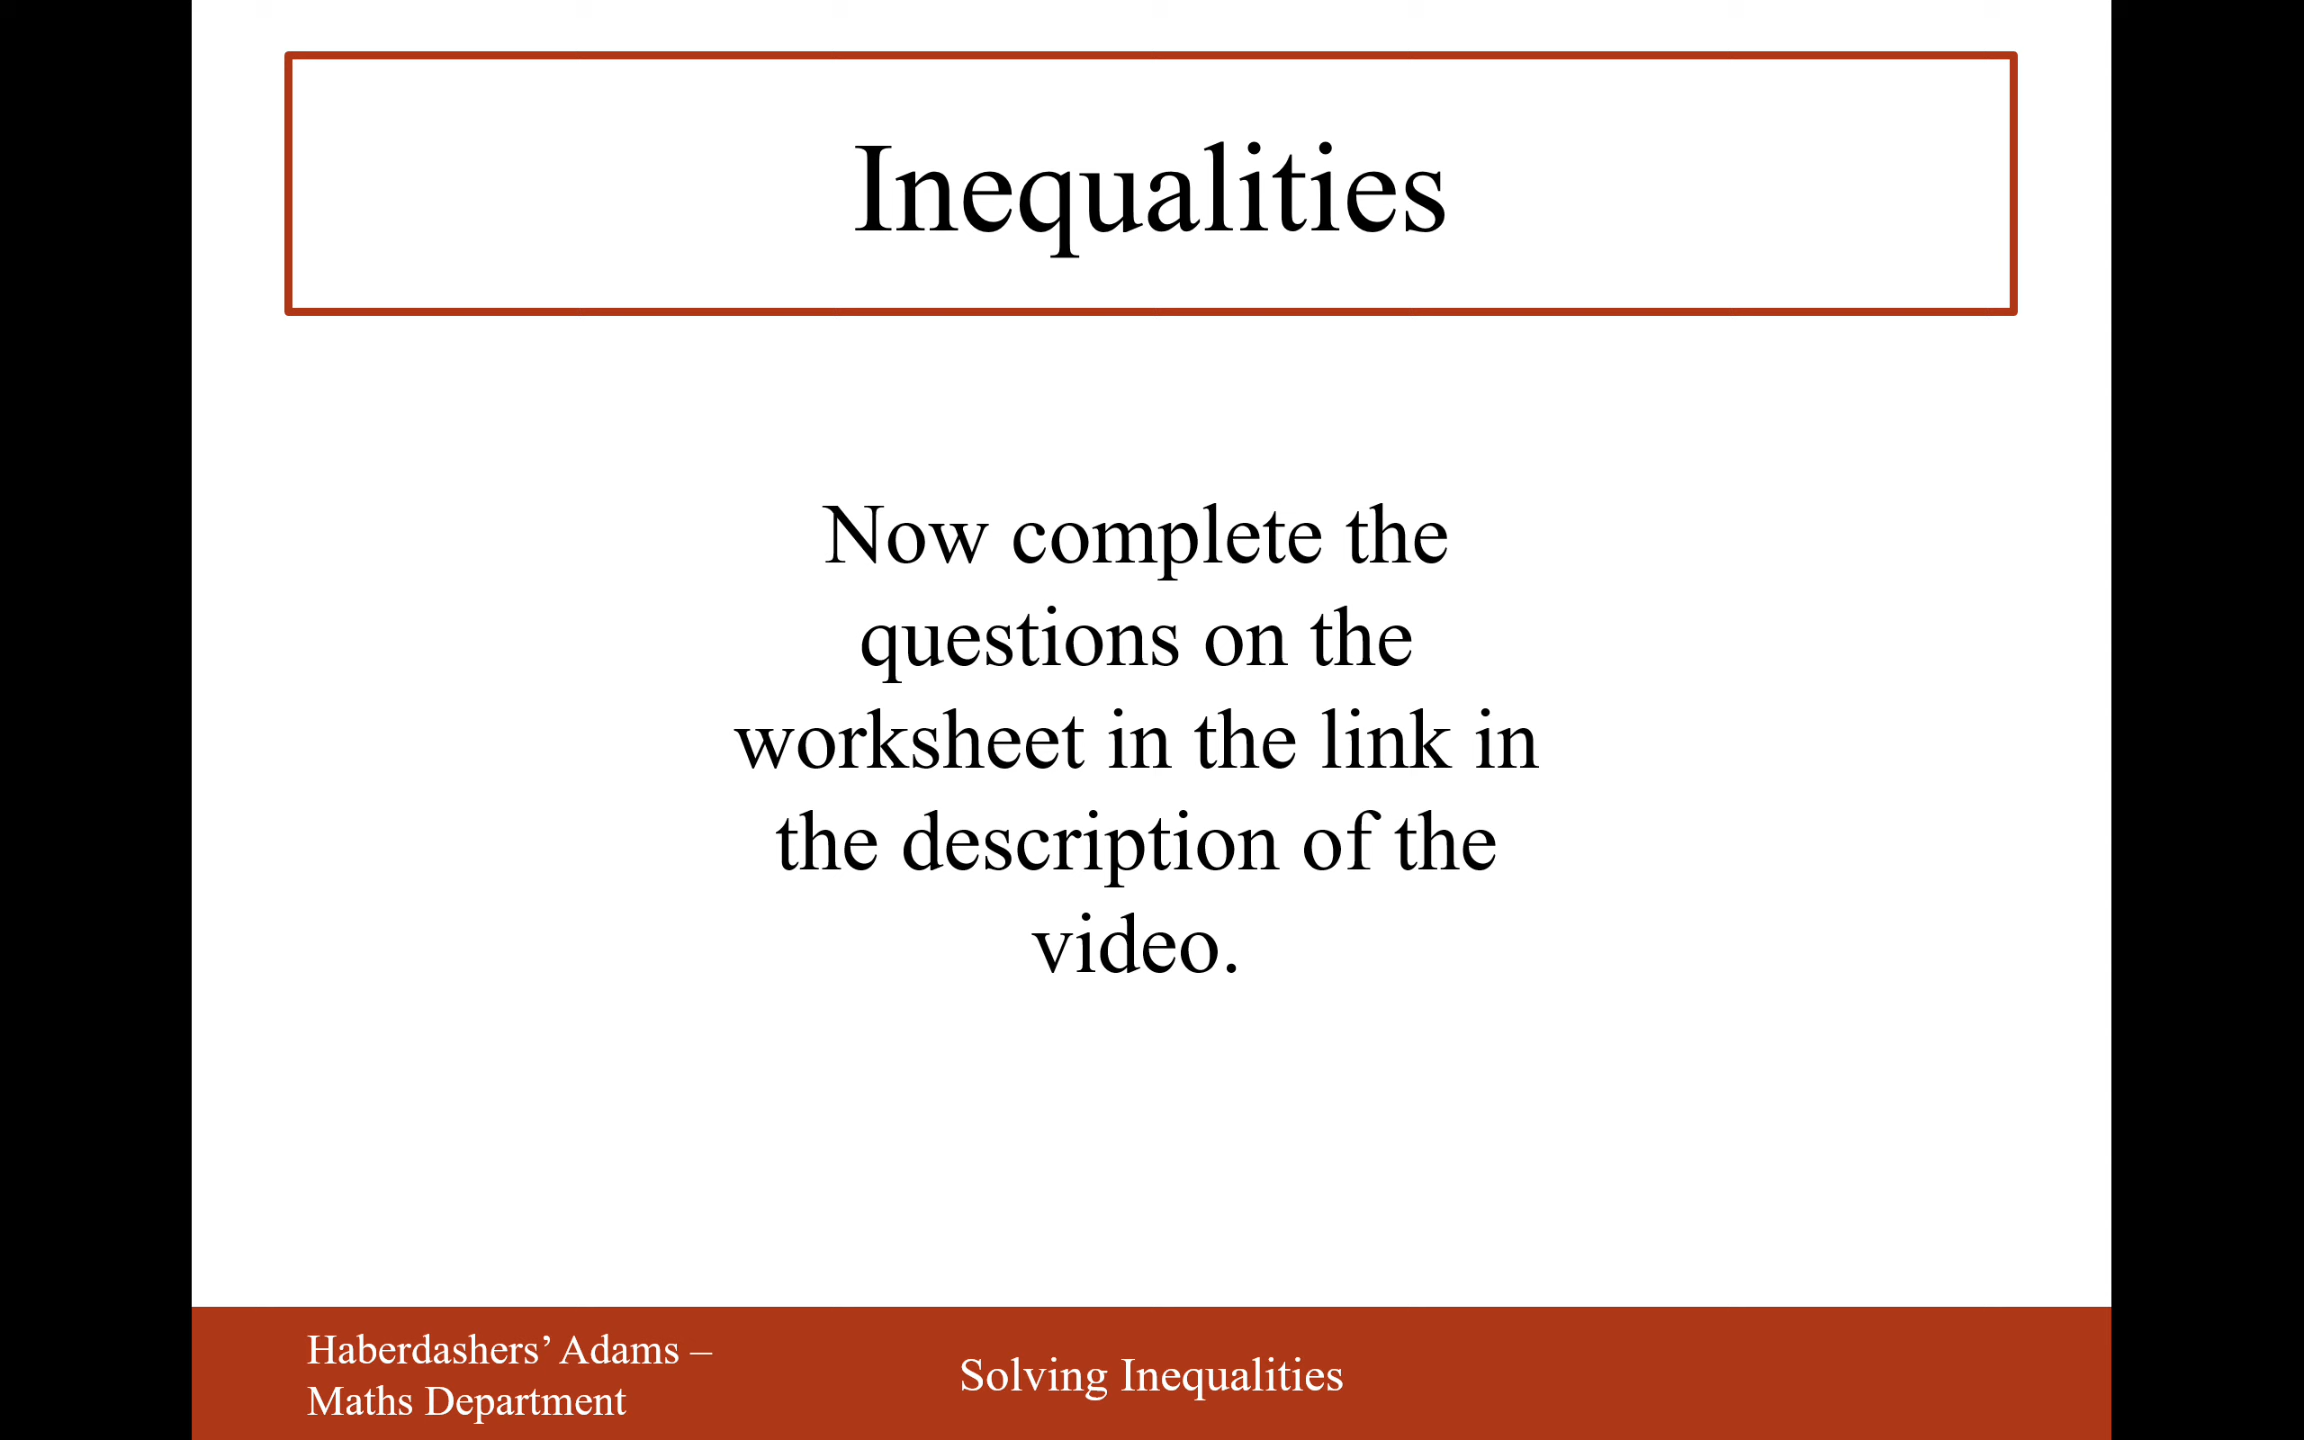 Inequalities
Now complete the
questions on the
worksheet in the link in
the description of the
video.
Haberdashers’ Adams –
Maths Department
Solving Inequalities